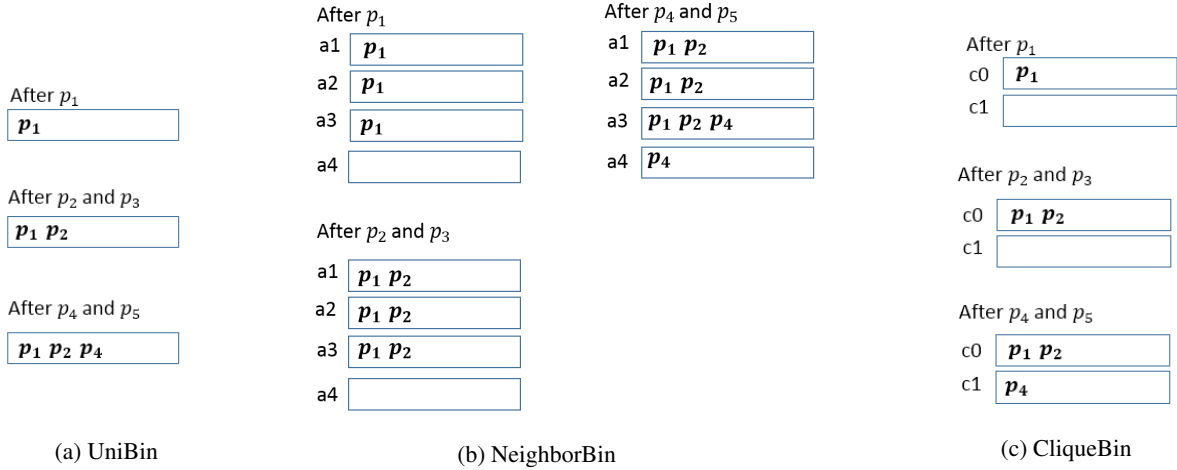 After p₁
p₁
After p₂ and p₃
p₁ p₂
After p₄ and p₅
p₁ p₂ p₄
(a) UniBin
After p₁
a1 p₁
a2 p₁
a3 p₁
a4
After p₂ and p₃
a1 p₁ p₂
a2 p₁ p₂
a3 p₁ p₂
a4
After p₄ and p₅
a1 p₁ p₂
a2 p₁ p₂
a3 p₁ p₂ p₄
a4 p₄
(b) NeighborBin
After p₁
c0 p₁
c1
After p₂ and p₃
c0 p₁ p₂
c1
After p₄ and p₅
c0 p₁ p₂
c1 p₄
(c) CliqueBin